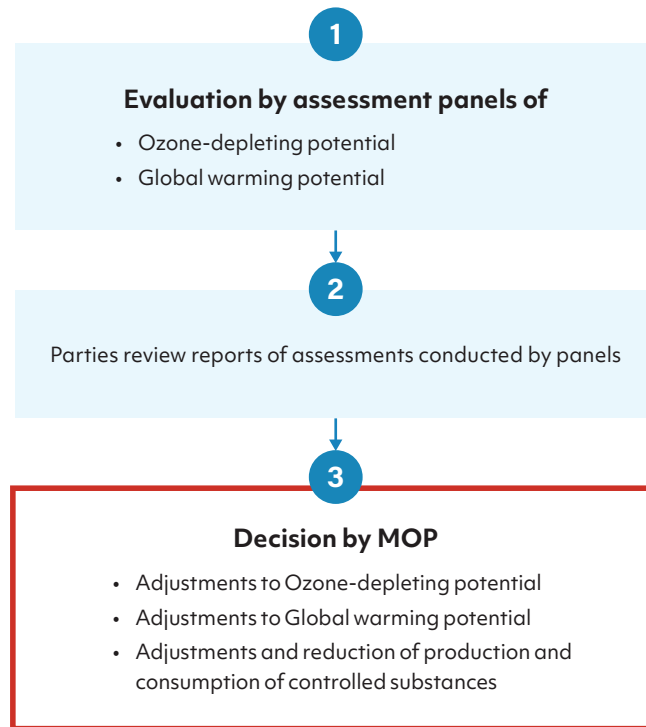 1
Evaluation by assessment panels of
• Ozone-depleting potential
• Global warming potential
2
Parties review reports of assessments conducted by panels
3
Decision by MOP
• Adjustments to Ozone-depleting potential
• Adjustments to Global warming potential
• Adjustments and reduction of production and
consumption of controlled substances